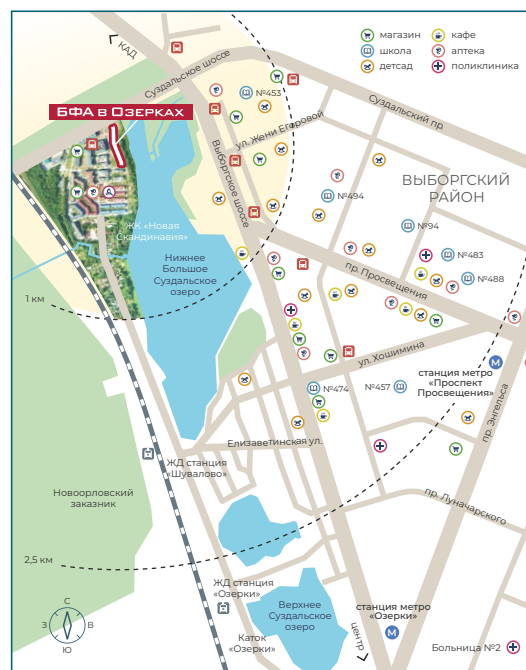 КАД
магазин
школа
детсад
кафе
аптека
поликлиника
Суздальское шоссе
№453
БФА в Озерках
Суздальский пр.
ул. Жени Егоровой
Выборгское шоссе
ВЫБОРГСКИЙ
РАЙОН
№494
№94
ЖК «Новая
Скандинавия»
№483
Нижнее
Большое
Суздальское
озеро
пр. Просвещения
№488
1 км
ул. Хошимина
М
станция метро
«Проспект
Просвещения»
№474
№457
пр. Энгельса
Елизаветинская ул.
ЖД станция
«Шувалово»
Новоорловский
заказник
пр. Луначарского
2,5 км
ЖД станция
«Озерки»
Верхнее
Суздальское
озеро
станция метро
«Озерки»
М
С
З
В
Ю
Каток
«Озерки»
центр
Больница №2